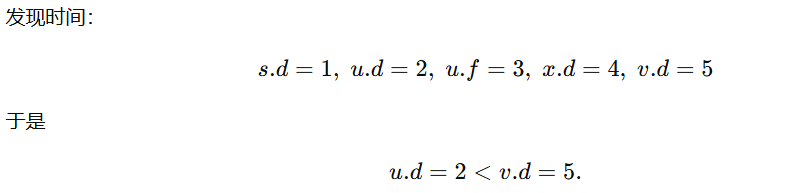 发现时间：
s.d = 1, u.d = 2, u.f = 3, x.d = 4, v.d = 5
于是
u.d = 2 < v.d = 5.